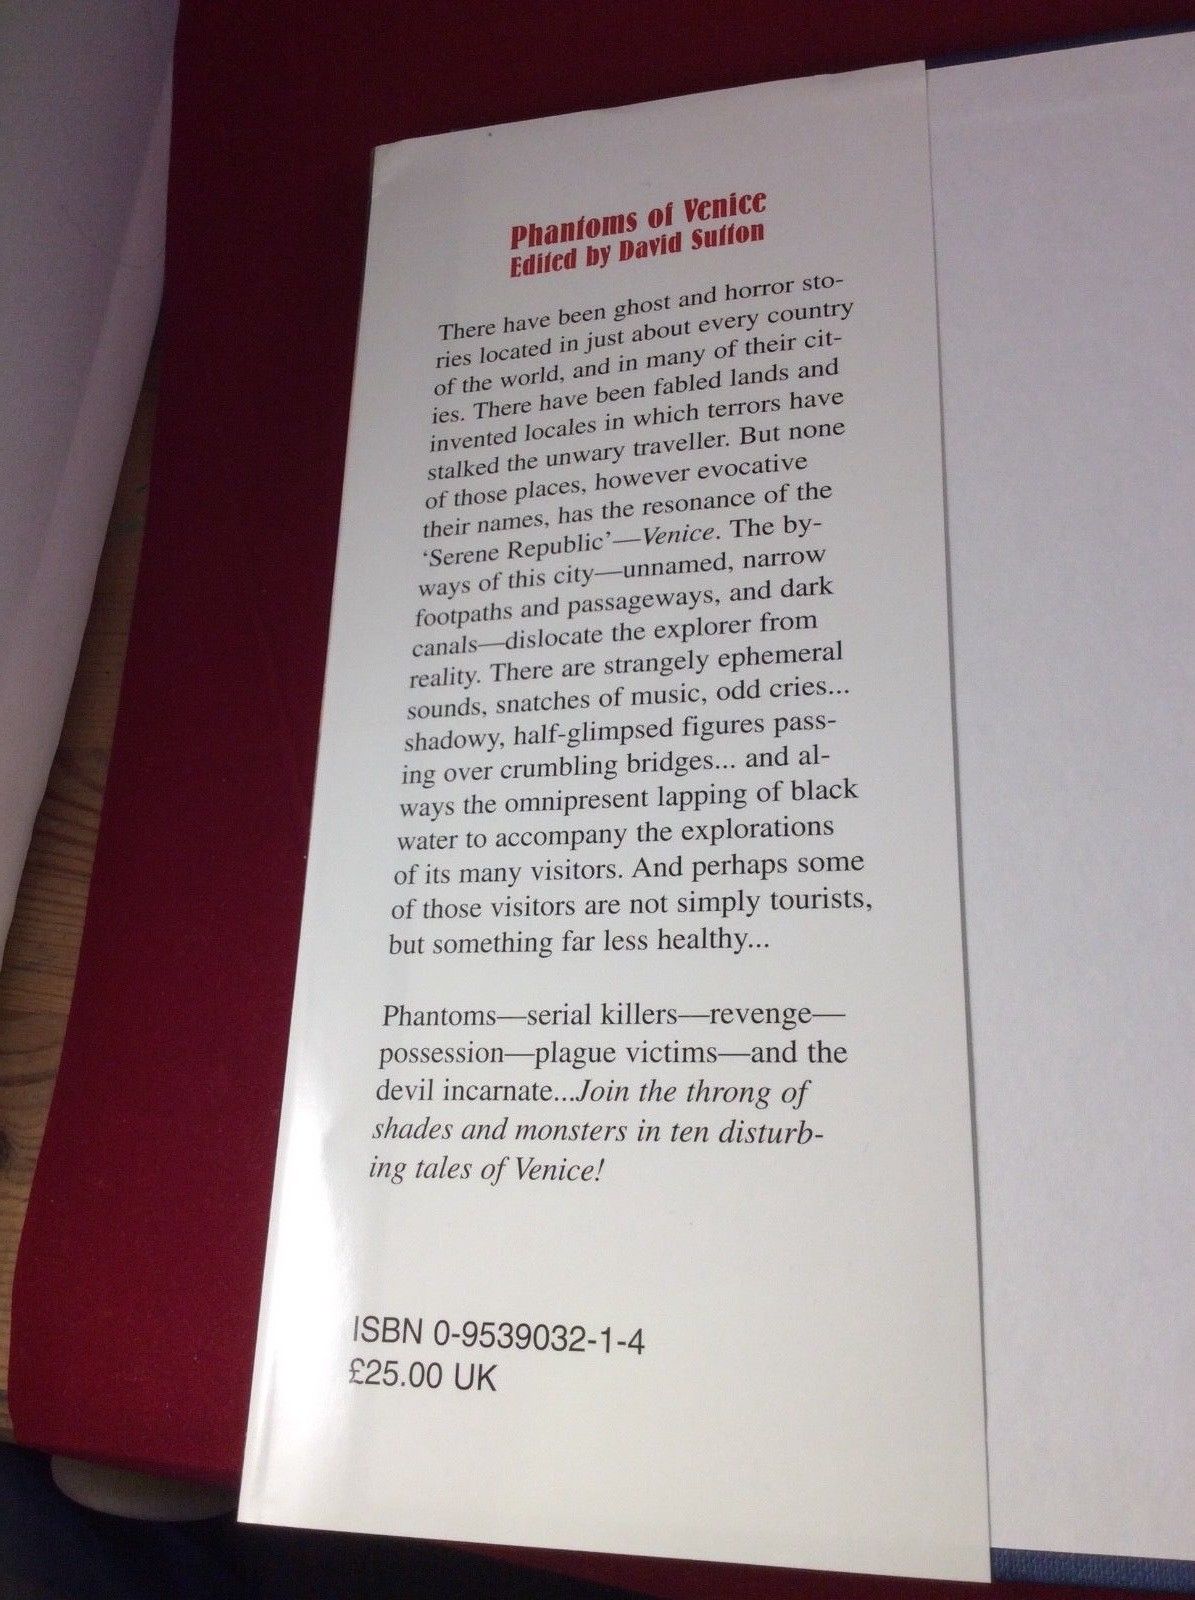 Phantoms of Venice
Edited by David Sutton
There have been ghost and horror sto-
ries located in just about every country
of the world, and in many of their cit-
ies. There have been fabled lands and
invented locales in which terrors have
stalked the unwary traveller. But none
of those places, however evocative
their names, has the resonance of the
‘Serene Republic’—Venice. The by-
ways of this city—unnamed, narrow
footpaths and passageways, and dark
canals—dislocate the explorer from
reality. There are strangely ephemeral
sounds, snatches of music, odd cries...
shadowy, half-glimpsed figures pass-
ing over crumbling bridges... and al-
ways the omnipresent lapping of black
water to accompany the explorations
of its many visitors. And perhaps some
of those visitors are not simply tourists,
but something far less healthy...
Phantoms—serial killers—revenge—
possession—plague victims—and the
devil incarnate...Join the throng of
shades and monsters in ten disturb-
ing tales of Venice!
ISBN 0-9539032-1-4
£25.00 UK